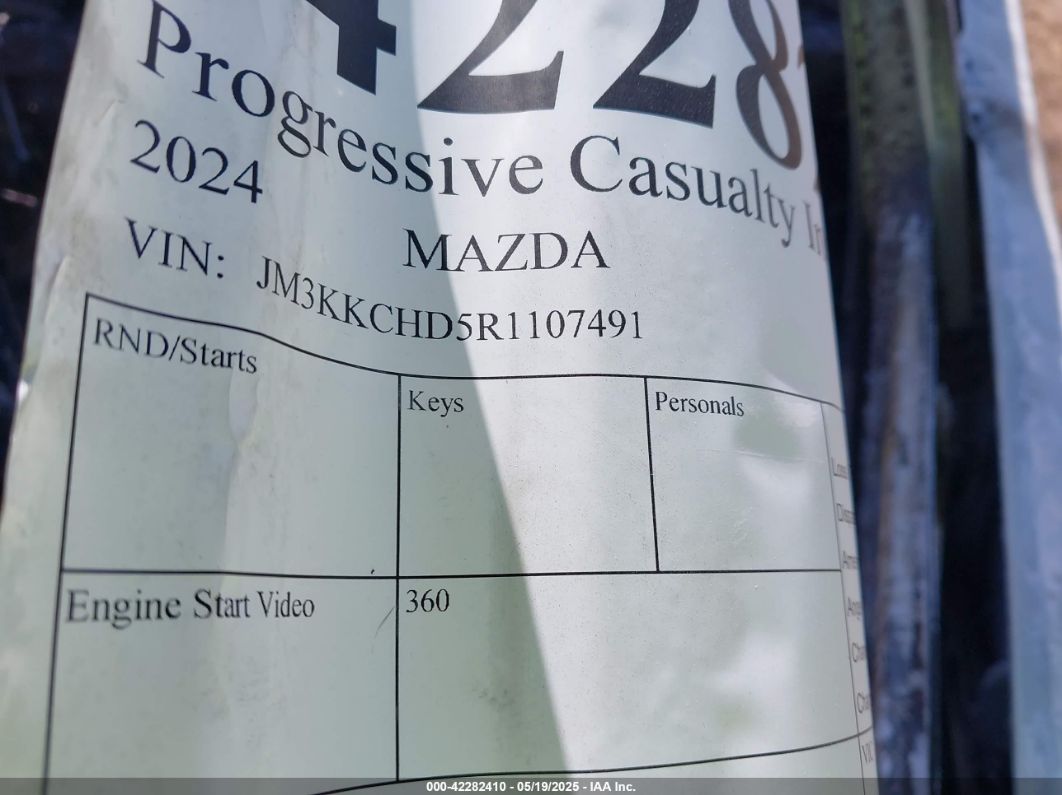 4228
Progressive Casualty In
2024
MAZDA
VIN: JM3KKCHD5R1107491
RND/Starts
Keys
Personals
Engine Start Video
360
000-42282410 - 05/19/2025 - IAA Inc.